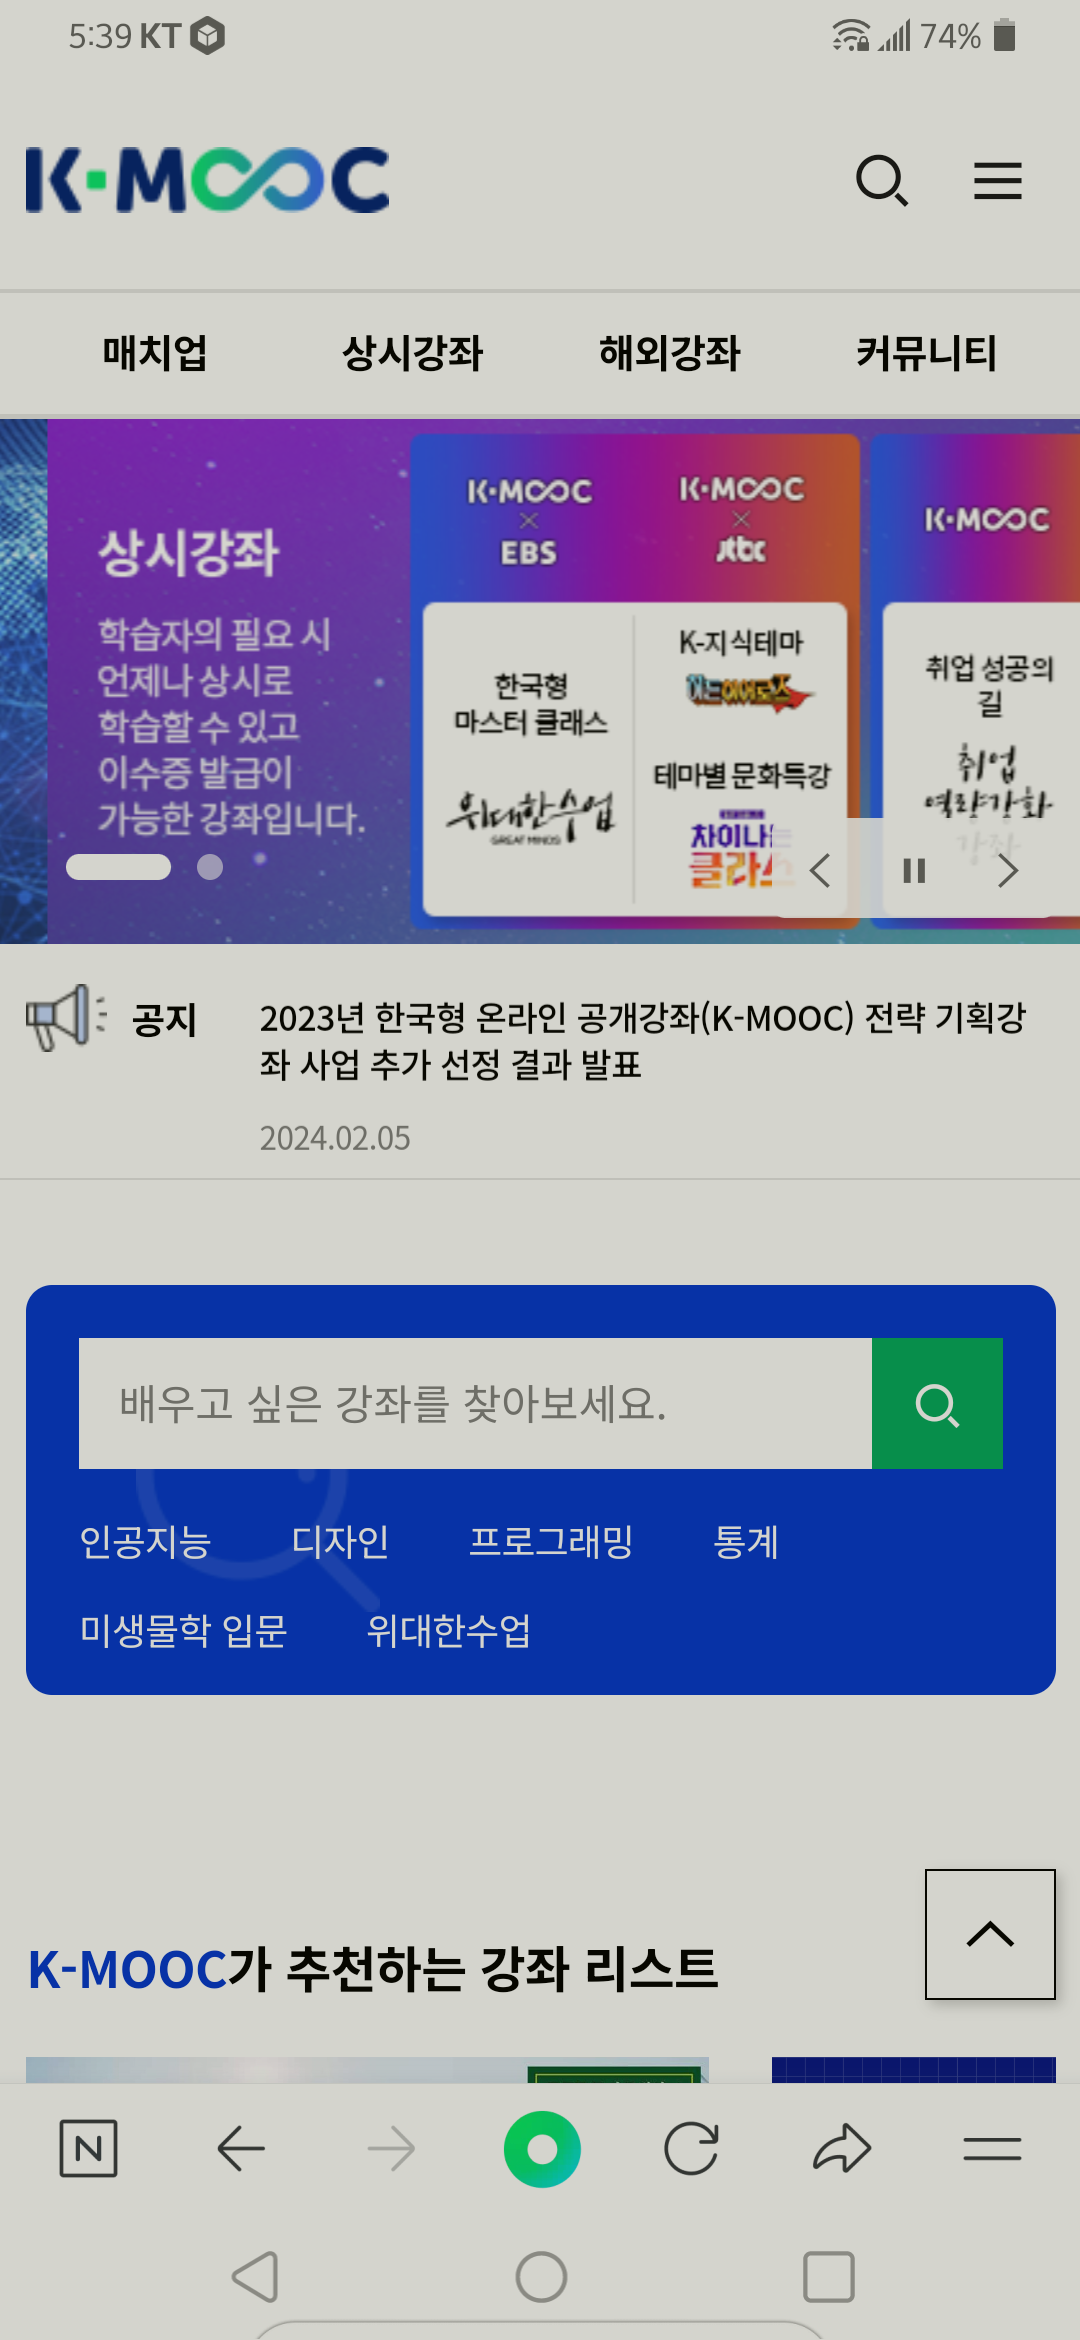 5:39 KT 74%
K-MOOC
매치업 상시강좌 해외강좌 커뮤니티
상시강좌
학습자의 필요 시
언제나 상시로
학습할 수 있고
이수증 발급이
가능한 강좌입니다.
K-MOOC
×
EBS
한국형
마스터 클래스
위대한수업
GREAT MINDS
K-MOOC
×
jtbc
K-지식테마
테마별 문화특강
차이나는
클라스
K-MOOC
취업 성공의
길
취업
역량강화
강좌
공지
2023년 한국형 온라인 공개강좌(K-MOOC) 전략 기획강
좌 사업 추가 선정 결과 발표
2024.02.05
배우고 싶은 강좌를 찾아보세요.
인공지능 디자인 프로그래밍 통계
미생물학 입문 위대한수업
K-MOOC가 추천하는 강좌 리스트
N